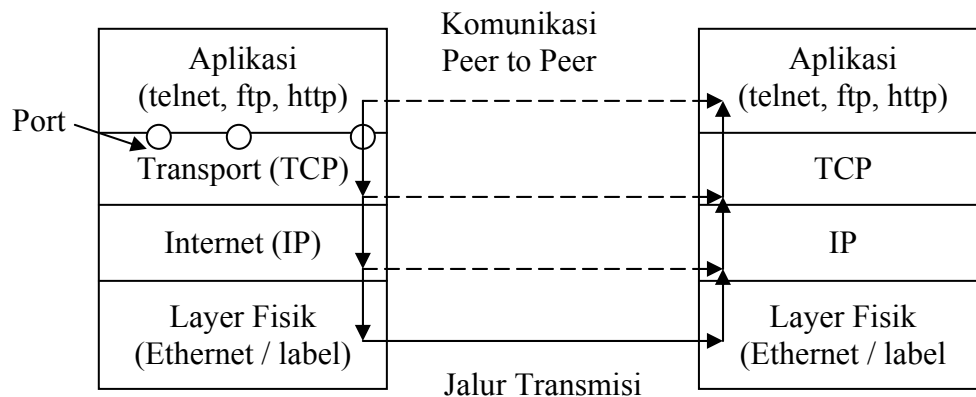 Komunikasi
Peer to Peer
Aplikasi
(telnet, ftp, http)
Port
Transport (TCP)
Internet (IP)
Layer Fisik
(Ethernet / label)
Aplikasi
(telnet, ftp, http)
TCP
IP
Layer Fisik
(Ethernet / label
Jalur Transmisi